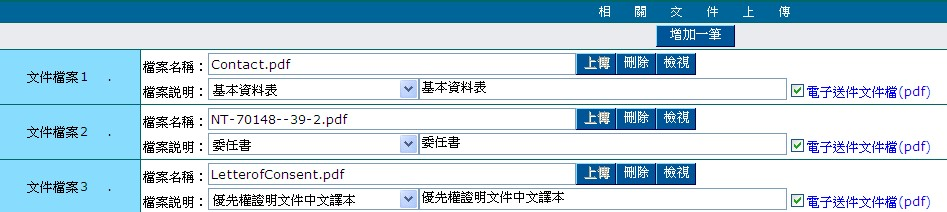 相關文件上傳
增加一筆
文件檔案1 .
檔案名稱：Contact.pdf 上傳 刪除 檢視
檔案說明：基本資料表 基本資料表 電子送件文件檔(pdf)
文件檔案2 .
檔案名稱：NT-70148--39-2.pdf 上傳 刪除 檢視
檔案說明：委任書 委任書 電子送件文件檔(pdf)
文件檔案3 .
檔案名稱：LetterofConsent.pdf 上傳 刪除 檢視
檔案說明：優先權證明文件中文譯本 優先權證明文件中文譯本 電子送件文件檔(pdf)